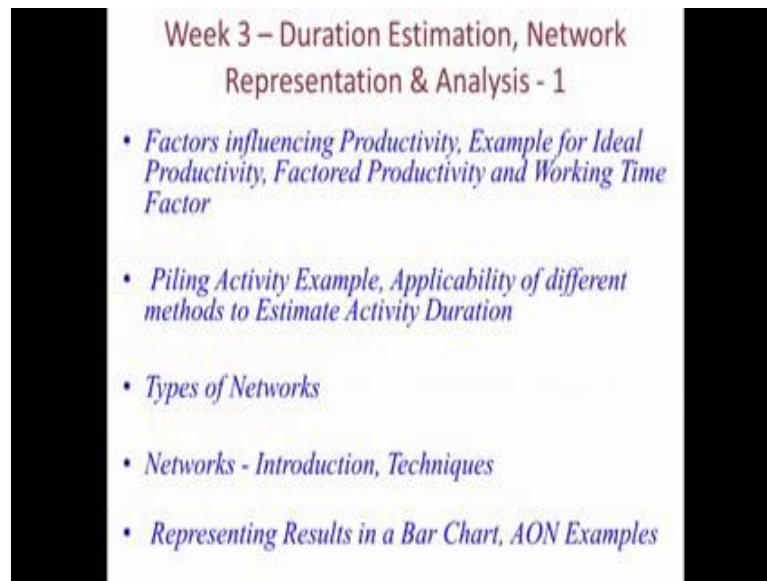 Week 3 – Duration Estimation, Network
Representation & Analysis - 1
• Factors influencing Productivity, Example for Ideal
Productivity, Factored Productivity and Working Time
Factor
• Piling Activity Example, Applicability of different
methods to Estimate Activity Duration
• Types of Networks
• Networks - Introduction, Techniques
• Representing Results in a Bar Chart, AON Examples